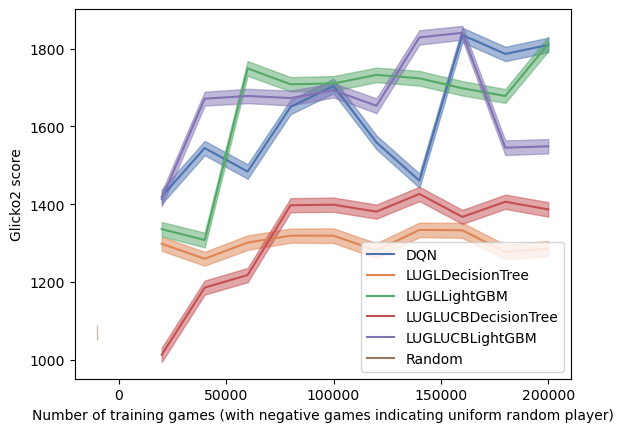 1800
1600
1400
1200
1000
Glicko2 score
DQN
LUGLDecisionTree
LUGLLightGBM
LUGLUCBDecisionTree
LUGLUCBLightGBM
Random
0 50000 100000 150000 200000
Number of training games (with negative games indicating uniform random player)